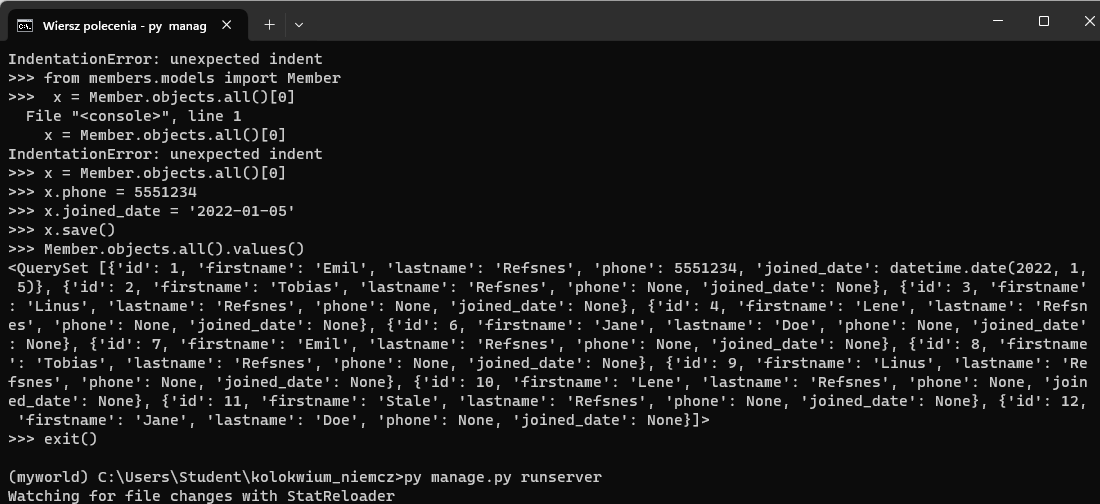 Wiersz polecenia - py  manag
IndentationError: unexpected indent
>>> from members.models import Member
>>>  x = Member.objects.all()[0]
  File "<console>", line 1
    x = Member.objects.all()[0]
IndentationError: unexpected indent
>>> x = Member.objects.all()[0]
>>> x.phone = 5551234
>>> x.joined_date = '2022-01-05'
>>> x.save()
>>> Member.objects.all().values()
<QuerySet [{'id': 1, 'firstname': 'Emil', 'lastname': 'Refsnes', 'phone': 5551234, 'joined_date': datetime.date(2022, 1,
 5)}, {'id': 2, 'firstname': 'Tobias', 'lastname': 'Refsnes', 'phone': None, 'joined_date': None}, {'id': 3, 'firstname'
: 'Linus', 'lastname': 'Refsnes', 'phone': None, 'joined_date': None}, {'id': 4, 'firstname': 'Lene', 'lastname': 'Refsn
es', 'phone': None, 'joined_date': None}, {'id': 6, 'firstname': 'Jane', 'lastname': 'Doe', 'phone': None, 'joined_date'
: None}, {'id': 7, 'firstname': 'Emil', 'lastname': 'Refsnes', 'phone': None, 'joined_date': None}, {'id': 8, 'firstname
': 'Tobias', 'lastname': 'Refsnes', 'phone': None, 'joined_date': None}, {'id': 9, 'firstname': 'Linus', 'lastname': 'Re
fsnes', 'phone': None, 'joined_date': None}, {'id': 10, 'firstname': 'Lene', 'lastname': 'Refsnes', 'phone': None, 'join
ed_date': None}, {'id': 11, 'firstname': 'Stale', 'lastname': 'Refsnes', 'phone': None, 'joined_date': None}, {'id': 12,
 'firstname': 'Jane', 'lastname': 'Doe', 'phone': None, 'joined_date': None}]>
>>> exit()
(myworld) C:\Users\Student\kolokwium_niemcz>py manage.py runserver
Watching for file changes with StatReloader